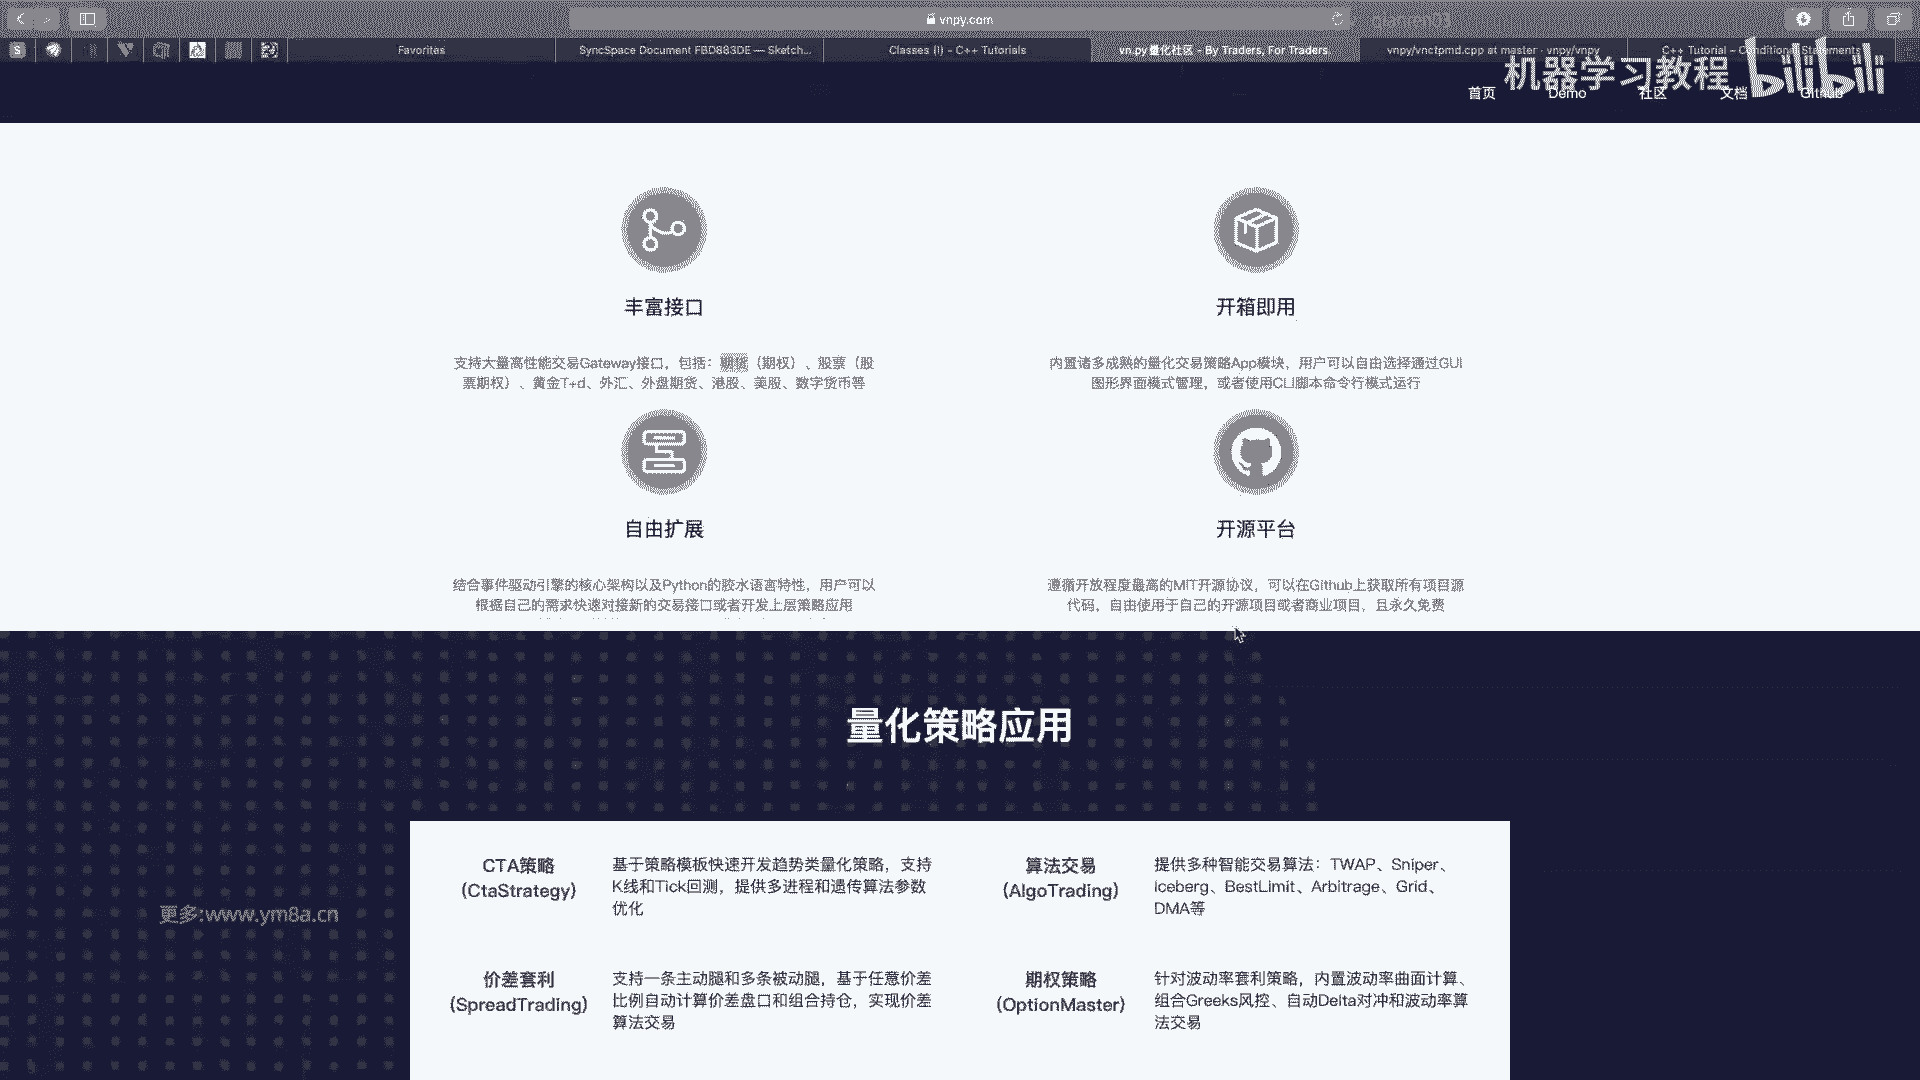 vnpy.com
Favorites
SyncSpace Document FBD883DE — Sketch...
Classes (I) - C++ Tutorials
vn.py量化社区 - By Traders, For Traders.
vnpy/vnctpmd.cpp at master · vnpy/vnpy
C++ Tutorial – Conditional Statements
机器学习教程 bilibili
首页
Demo
社区
文档
Github
丰富接口
支持大量高性能交易Gateway接口，包括：期货（期权）、股票（股
票期权）、黄金T+d、外汇、外盘期货、港股、美股、数字货币等
开箱即用
内置诸多成熟的量化交易策略App模块，用户可以自由选择通过GUI
图形界面模式管理，或者使用CLI脚本命令行模式运行
自由扩展
结合事件驱动引擎的核心架构以及Python的胶水语言特性，用户可以
根据自己的需求快速对接新的交易接口或者开发上层策略应用
开源平台
遵循开放程度最高的MIT开源协议，可以在Github上获取所有项目源
代码，自由使用于自己的开源项目或者商业项目，且永久免费
量化策略应用
CTA策略
(CtaStrategy)
基于策略模板快速开发趋势类量化策略，支持
K线和Tick回测，提供多进程和遗传算法参数
优化
算法交易
(AlgoTrading)
提供多种智能交易算法：TWAP、Sniper、
Iceberg、BestLimit、Arbitrage、Grid、
DMA等
价差套利
(SpreadTrading)
支持一条主动腿和多条被动腿，基于任意价差
比例自动计算价差盘口和组合持仓，实现价差
算法交易
期权策略
(OptionMaster)
针对波动率套利策略，内置波动率曲面计算、
组合Greeks风控、自动Delta对冲和波动率算
法交易
更多:www.ym8a.cn